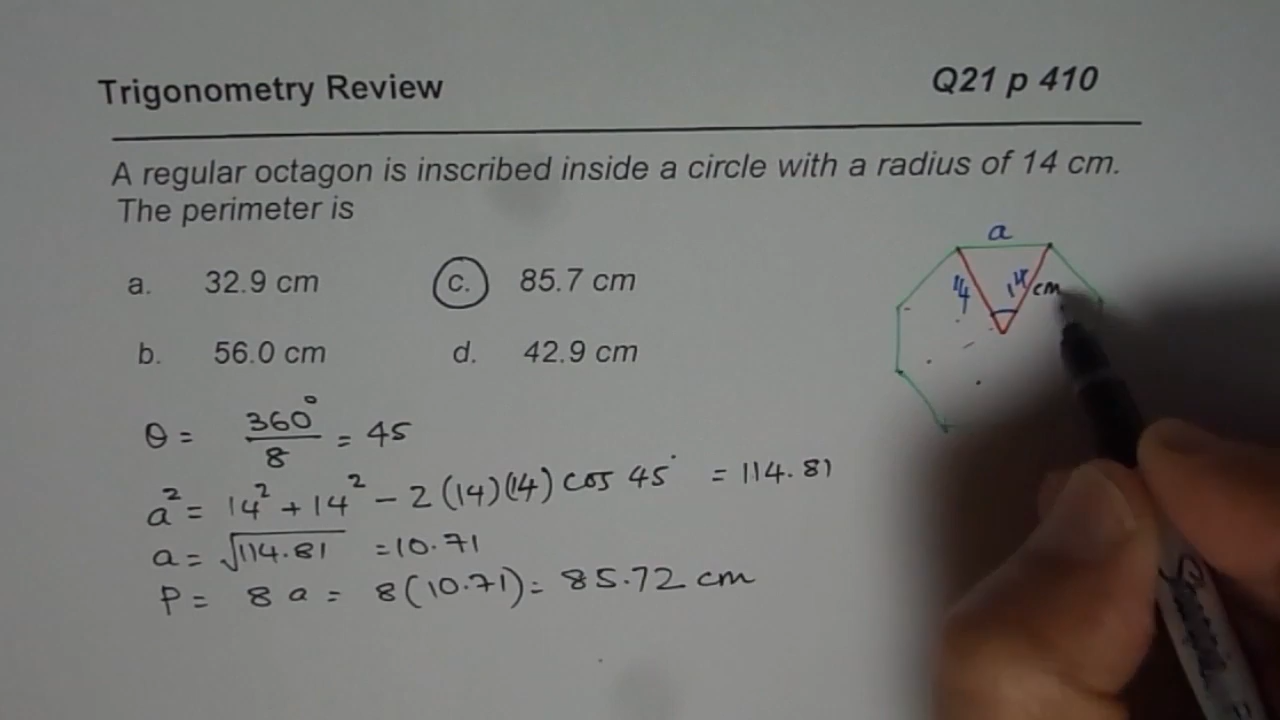 Trigonometry Review Q21 p 410
A regular octagon is inscribed inside a circle with a radius of 14 cm.
The perimeter is
a. 32.9 cm c. 85.7 cm
b. 56.0 cm d. 42.9 cm
a
14 14 cm
θ = 360° / 8 = 45
a² = 14² + 14² - 2 (14)(14) cos 45° = 114.81
a = √114.81 = 10.71
P = 8 a = 8(10.71) = 85.72 cm